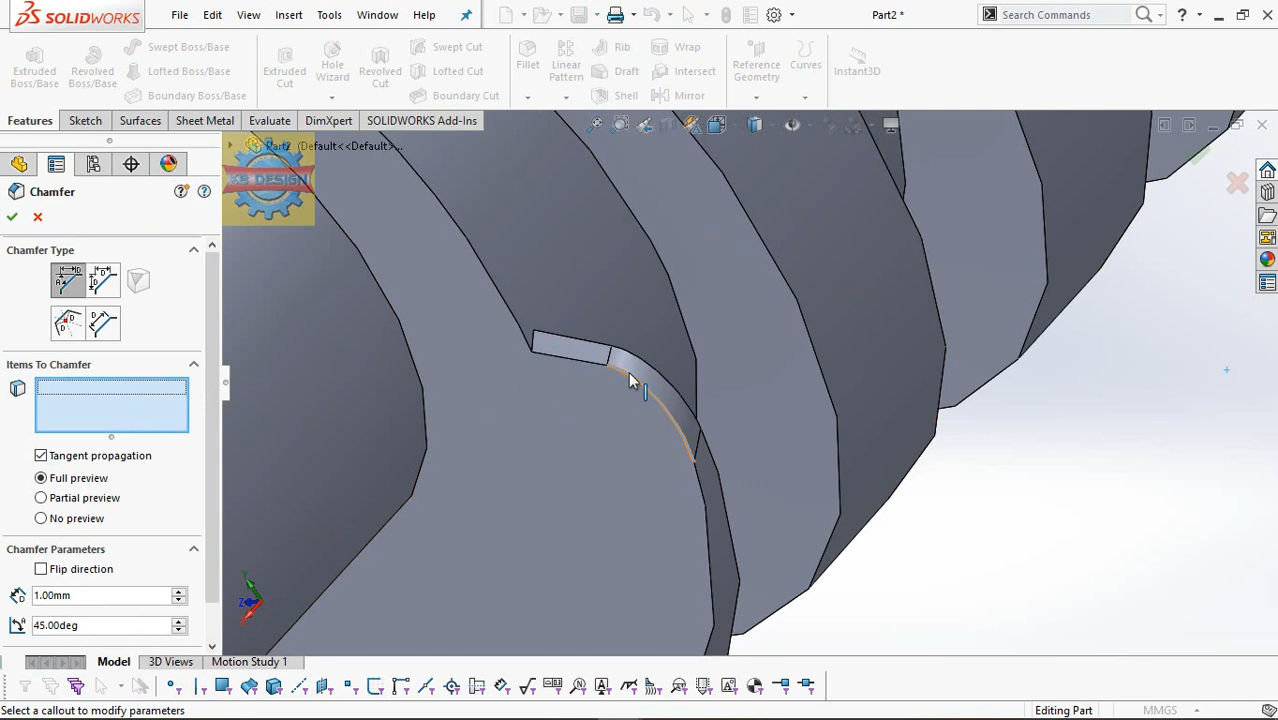 SOLIDWORKS File Edit View Insert Tools Window Help Part2 * Search Commands ?
Extruded Boss/Base Revolved Boss/Base Swept Boss/Base Lofted Boss/Base Boundary Boss/Base Extruded Cut Hole Wizard Revolved Cut Swept Cut Lofted Cut Boundary Cut Fillet Linear Pattern Rib Draft Shell Wrap Intersect Mirror Reference Geometry Curves Instant3D
Features Sketch Surfaces Sheet Metal Evaluate DimXpert SOLIDWORKS Add-Ins
Part2 (Default<<Default>...
XS DESIGN
Chamfer
Chamfer Type
Items To Chamfer
Tangent propagation
Full preview
Partial preview
No preview
Chamfer Parameters
Flip direction
1.00mm
45.00deg
Y
Z
Model 3D Views Motion Study 1
Select a callout to modify parameters Editing Part MMGS